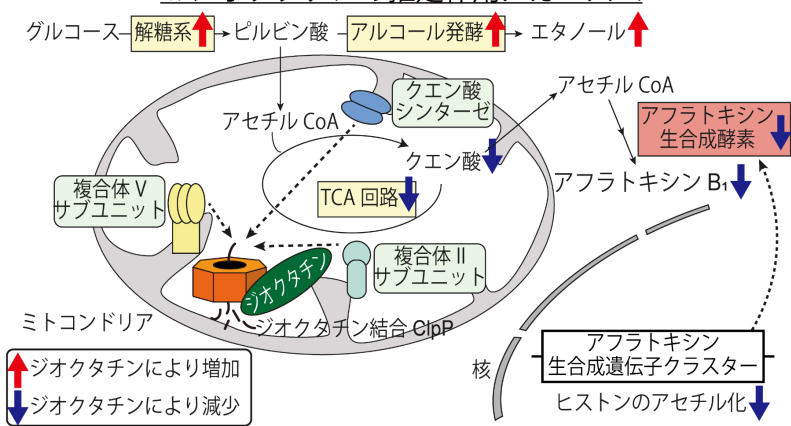 グルコース
解糖系
ピルビン酸
アルコール発酵
エタノール
アセチル CoA
クエン酸
シンターゼ
アセチル CoA
アフラトキシン
生合成酵素
クエン酸
アフラトキシン B₁
TCA 回路
複合体 V
サブユニット
複合体 II
サブユニット
ジオクタチン
ジオクタチン結合 ClpP
ミトコンドリア
核
アフラトキシン
生合成遺伝子クラスター
ヒストンのアセチル化
ジオクタチンにより増加
ジオクタチンにより減少